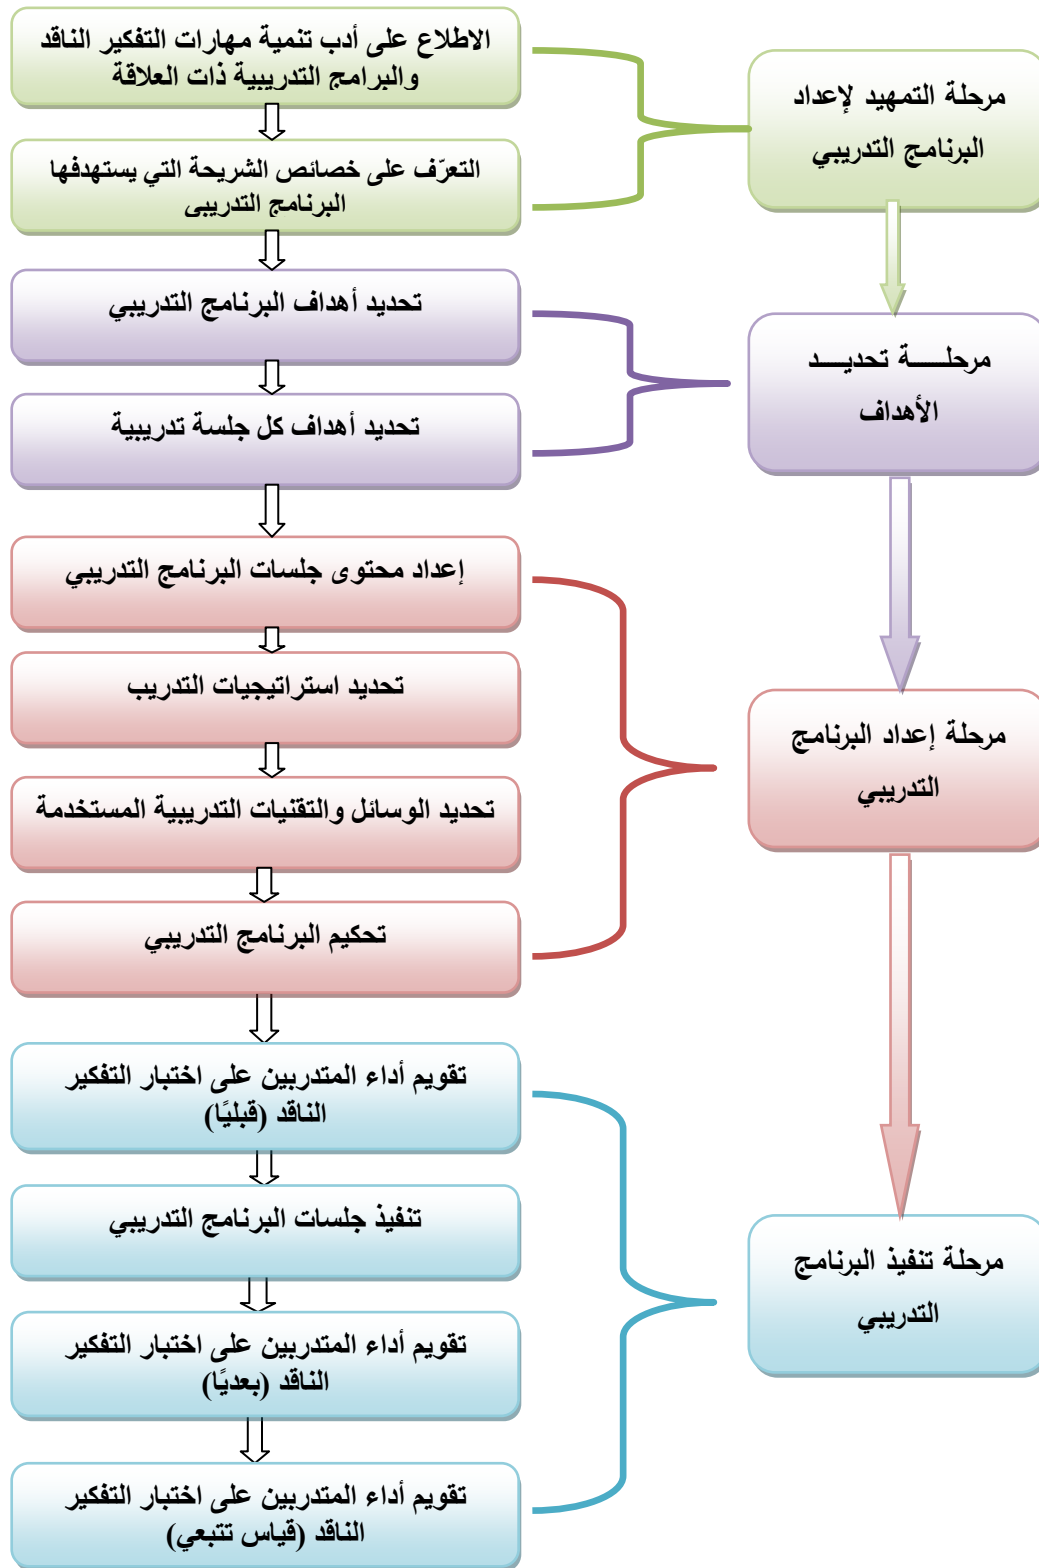 مرحلة التمهيد لإعداد
البرنامج التدريبي
الاطلاع على أدب تنمية مهارات التفكير الناقد
والبرامج التدريبية ذات العلاقة
التعرّف على خصائص الشريحة التي يستهدفها
البرنامج التدريبي
مرحلــــــة تحديـــــد
الأهداف
تحديد أهداف البرنامج التدريبي
تحديد أهداف كل جلسة تدريبية
مرحلة إعداد البرنامج
التدريبي
إعداد محتوى جلسات البرنامج التدريبي
تحديد استراتيجيات التدريب
تحديد الوسائل والتقنيات التدريبية المستخدمة
تحكيم البرنامج التدريبي
مرحلة تنفيذ البرنامج
التدريبي
تقويم أداء المتدربين على اختبار التفكير
الناقد (قبليًا)
تنفيذ جلسات البرنامج التدريبي
تقويم أداء المتدربين على اختبار التفكير
الناقد (بعديًا)
تقويم أداء المتدربين على اختبار التفكير
الناقد (قياس تتبعي)